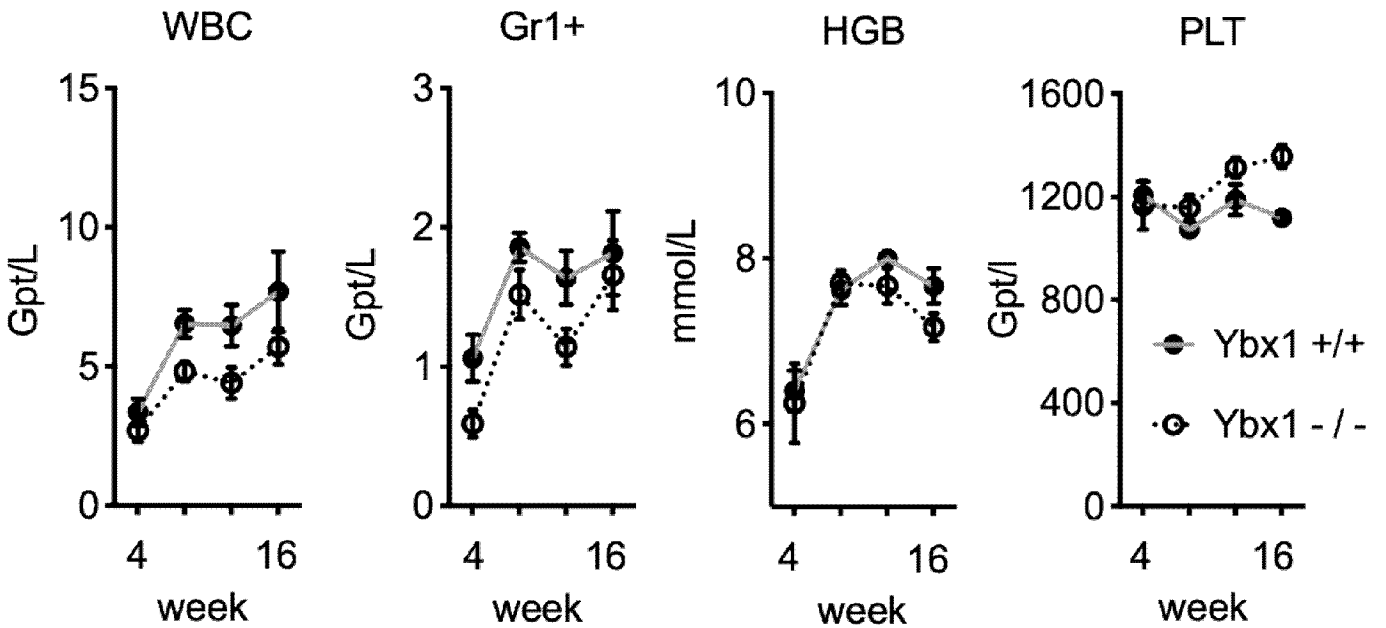 WBC
Gpt/L
15
10
5
0
4 16
week
Gr1+
Gpt/L
3
2
1
0
4 16
week
HGB
mmol/L
10
8
6
4 16
week
PLT
Gpt/l
1600
1200
800
400
0
4 16
week
Ybx1 +/+
Ybx1 - / -